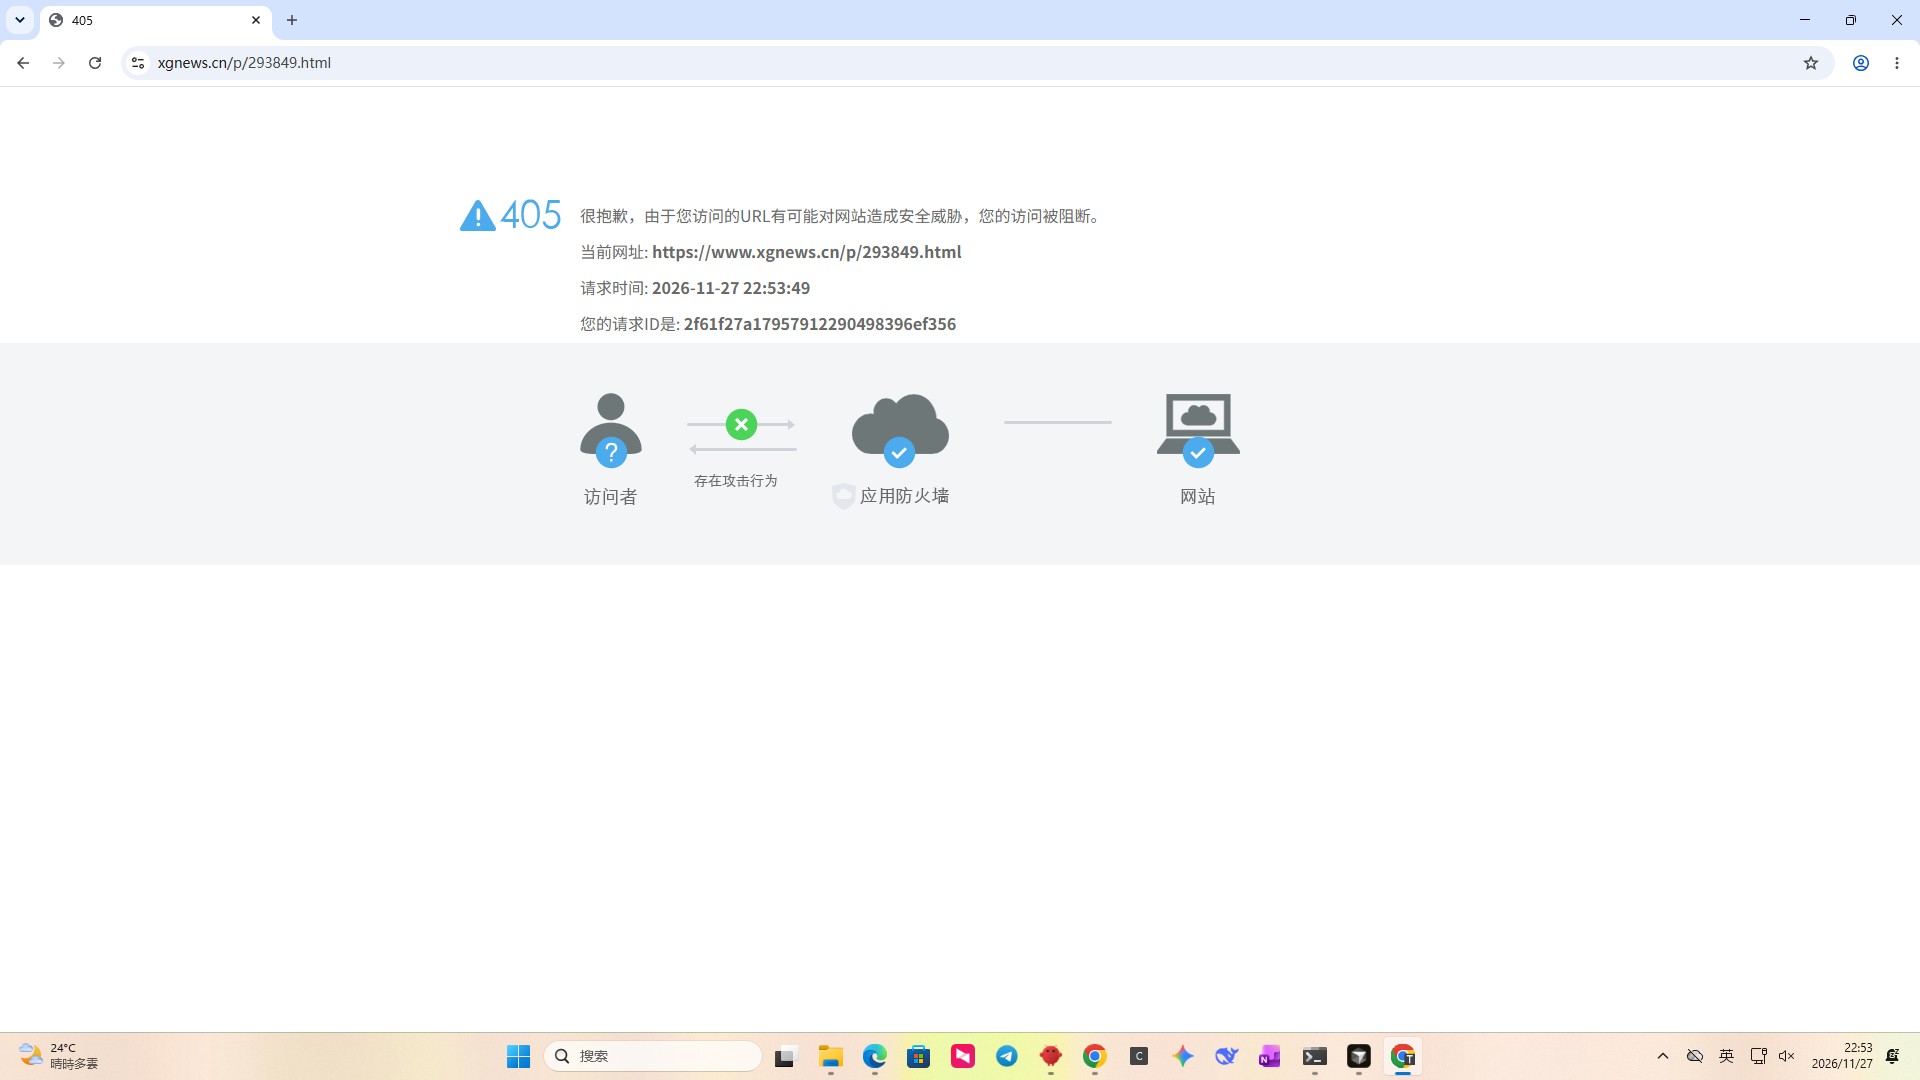 405
xgnews.cn/p/293849.html
405
很抱歉，由于您访问的URL有可能对网站造成安全威胁，您的访问被阻断。
当前网址: https://www.xgnews.cn/p/293849.html
请求时间: 2026-11-27 22:53:49
您的请求ID是: 2f61f27a17957912290498396ef356
存在攻击行为
访问者
应用防火墙
网站
24°C
晴時多雲
搜索
英
22:53
2026/11/27